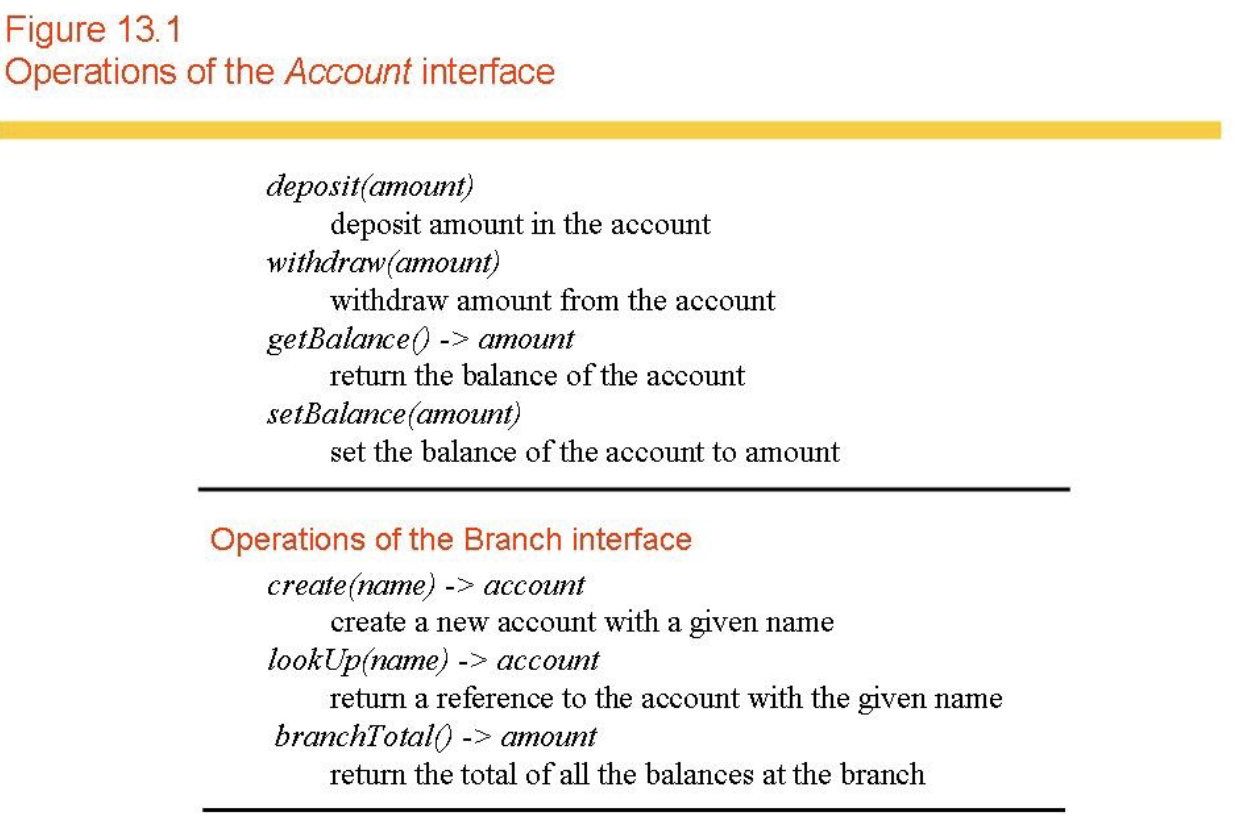 Figure 13.1
Operations of the Account interface
deposit(amount)
deposit amount in the account
withdraw(amount)
withdraw amount from the account
getBalance() -> amount
return the balance of the account
setBalance(amount)
set the balance of the account to amount
Operations of the Branch interface
create(name) -> account
create a new account with a given name
lookUp(name) -> account
return a reference to the account with the given name
branchTotal() -> amount
return the total of all the balances at the branch